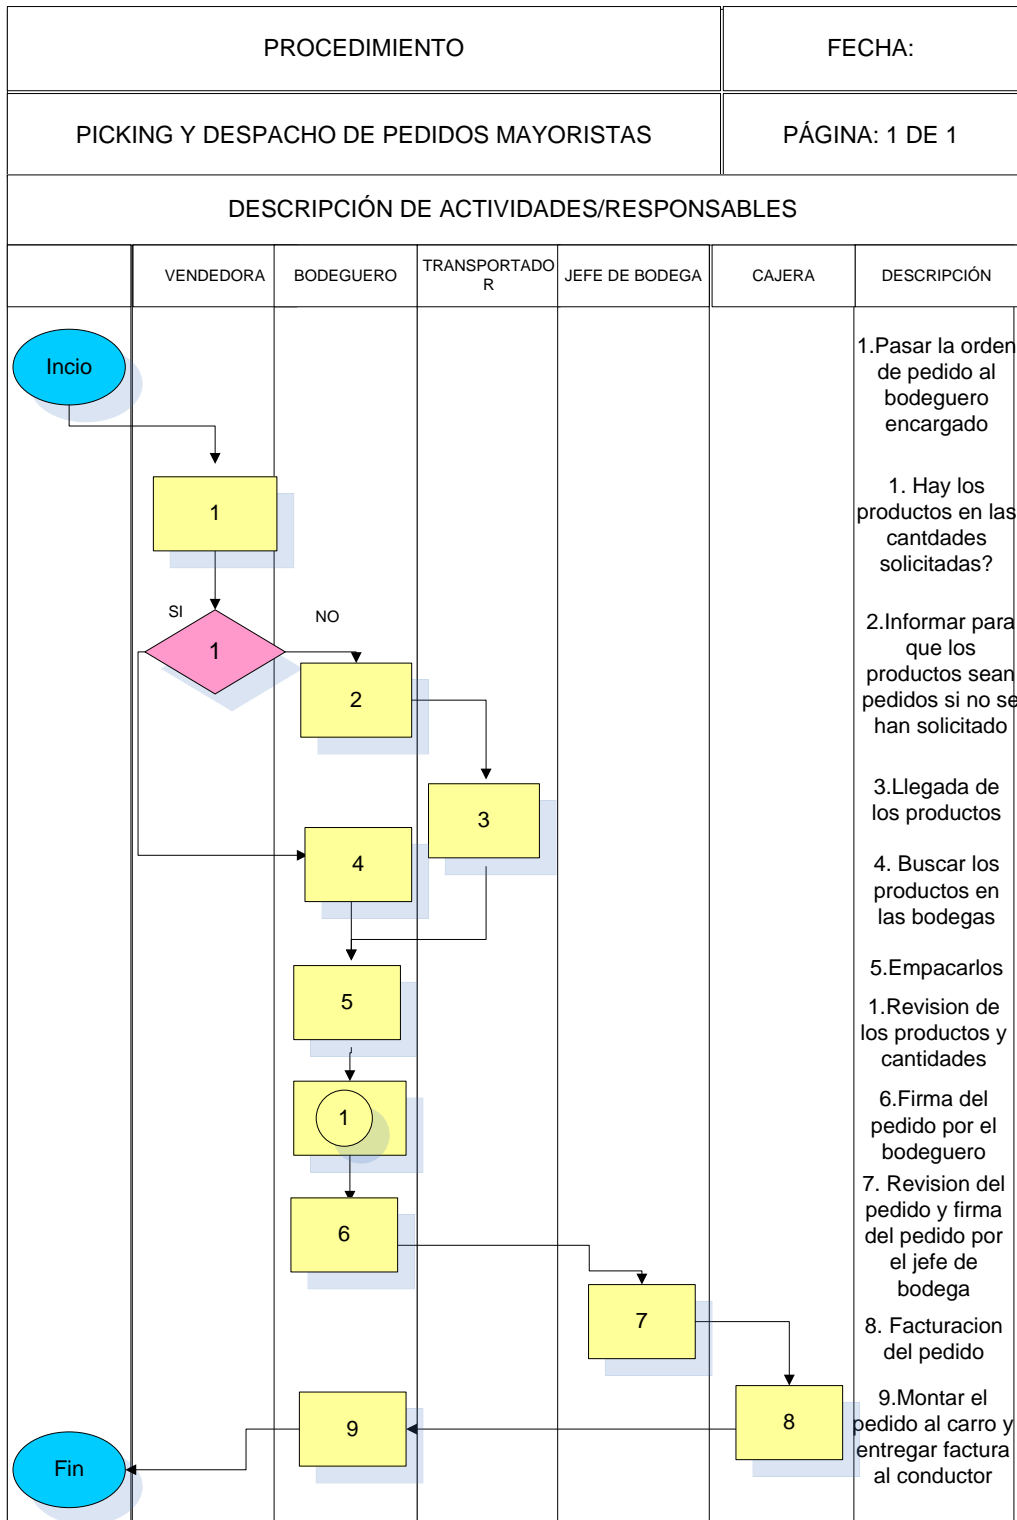 PROCEDIMIENTO
FECHA:
PICKING Y DESPACHO DE PEDIDOS MAYORISTAS
PÁGINA: 1 DE 1
DESCRIPCIÓN DE ACTIVIDADES/RESPONSABLES
VENDEDORA
BODEGUERO
TRANSPORTADO
R
JEFE DE BODEGA
CAJERA
DESCRIPCIÓN
Incio
1
SI
1
NO
2
3
4
5
1
6
7
8
9
Fin
1.Pasar la orden
de pedido al
bodeguero
encargado
1. Hay los
productos en las
cantdades
solicitadas?
2.Informar para
que los
productos sean
pedidos si no se
han solicitado
3.Llegada de
los productos
4. Buscar los
productos en
las bodegas
5.Empacarlos
1.Revision de
los productos y
cantidades
6.Firma del
pedido por el
bodeguero
7. Revision del
pedido y firma
del pedido por
el jefe de
bodega
8. Facturacion
del pedido
9.Montar el
pedido al carro y
entregar factura
al conductor